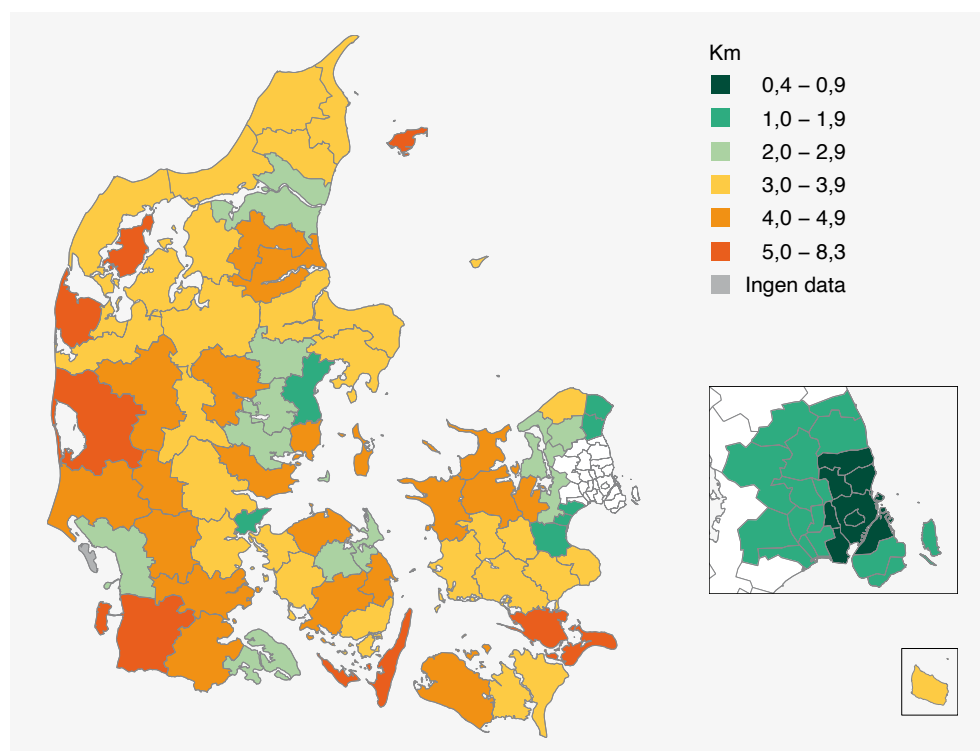 Km
0,4 – 0,9
1,0 – 1,9
2,0 – 2,9
3,0 – 3,9
4,0 – 4,9
5,0 – 8,3
Ingen data